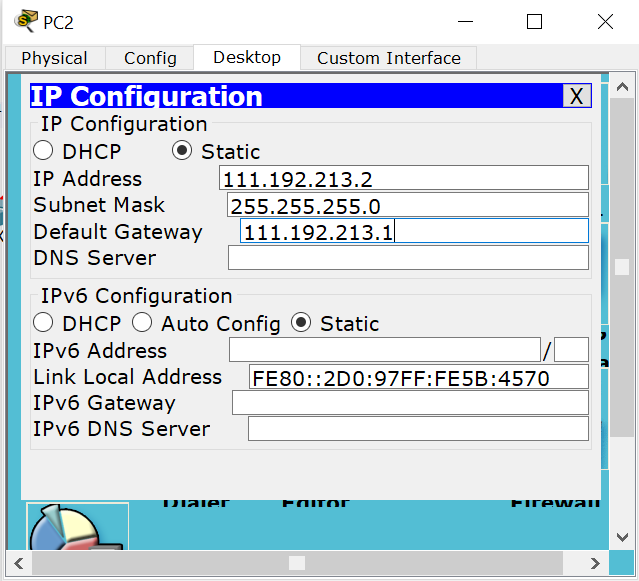 PC2
Physical Config Desktop Custom Interface
IP Configuration X
IP Configuration
DHCP Static
IP Address 111.192.213.2
Subnet Mask 255.255.255.0
Default Gateway 111.192.213.1
DNS Server
IPv6 Configuration
DHCP Auto Config Static
IPv6 Address /
Link Local Address FE80::2D0:97FF:FE5B:4570
IPv6 Gateway
IPv6 DNS Server
Dialer Editor Firewall